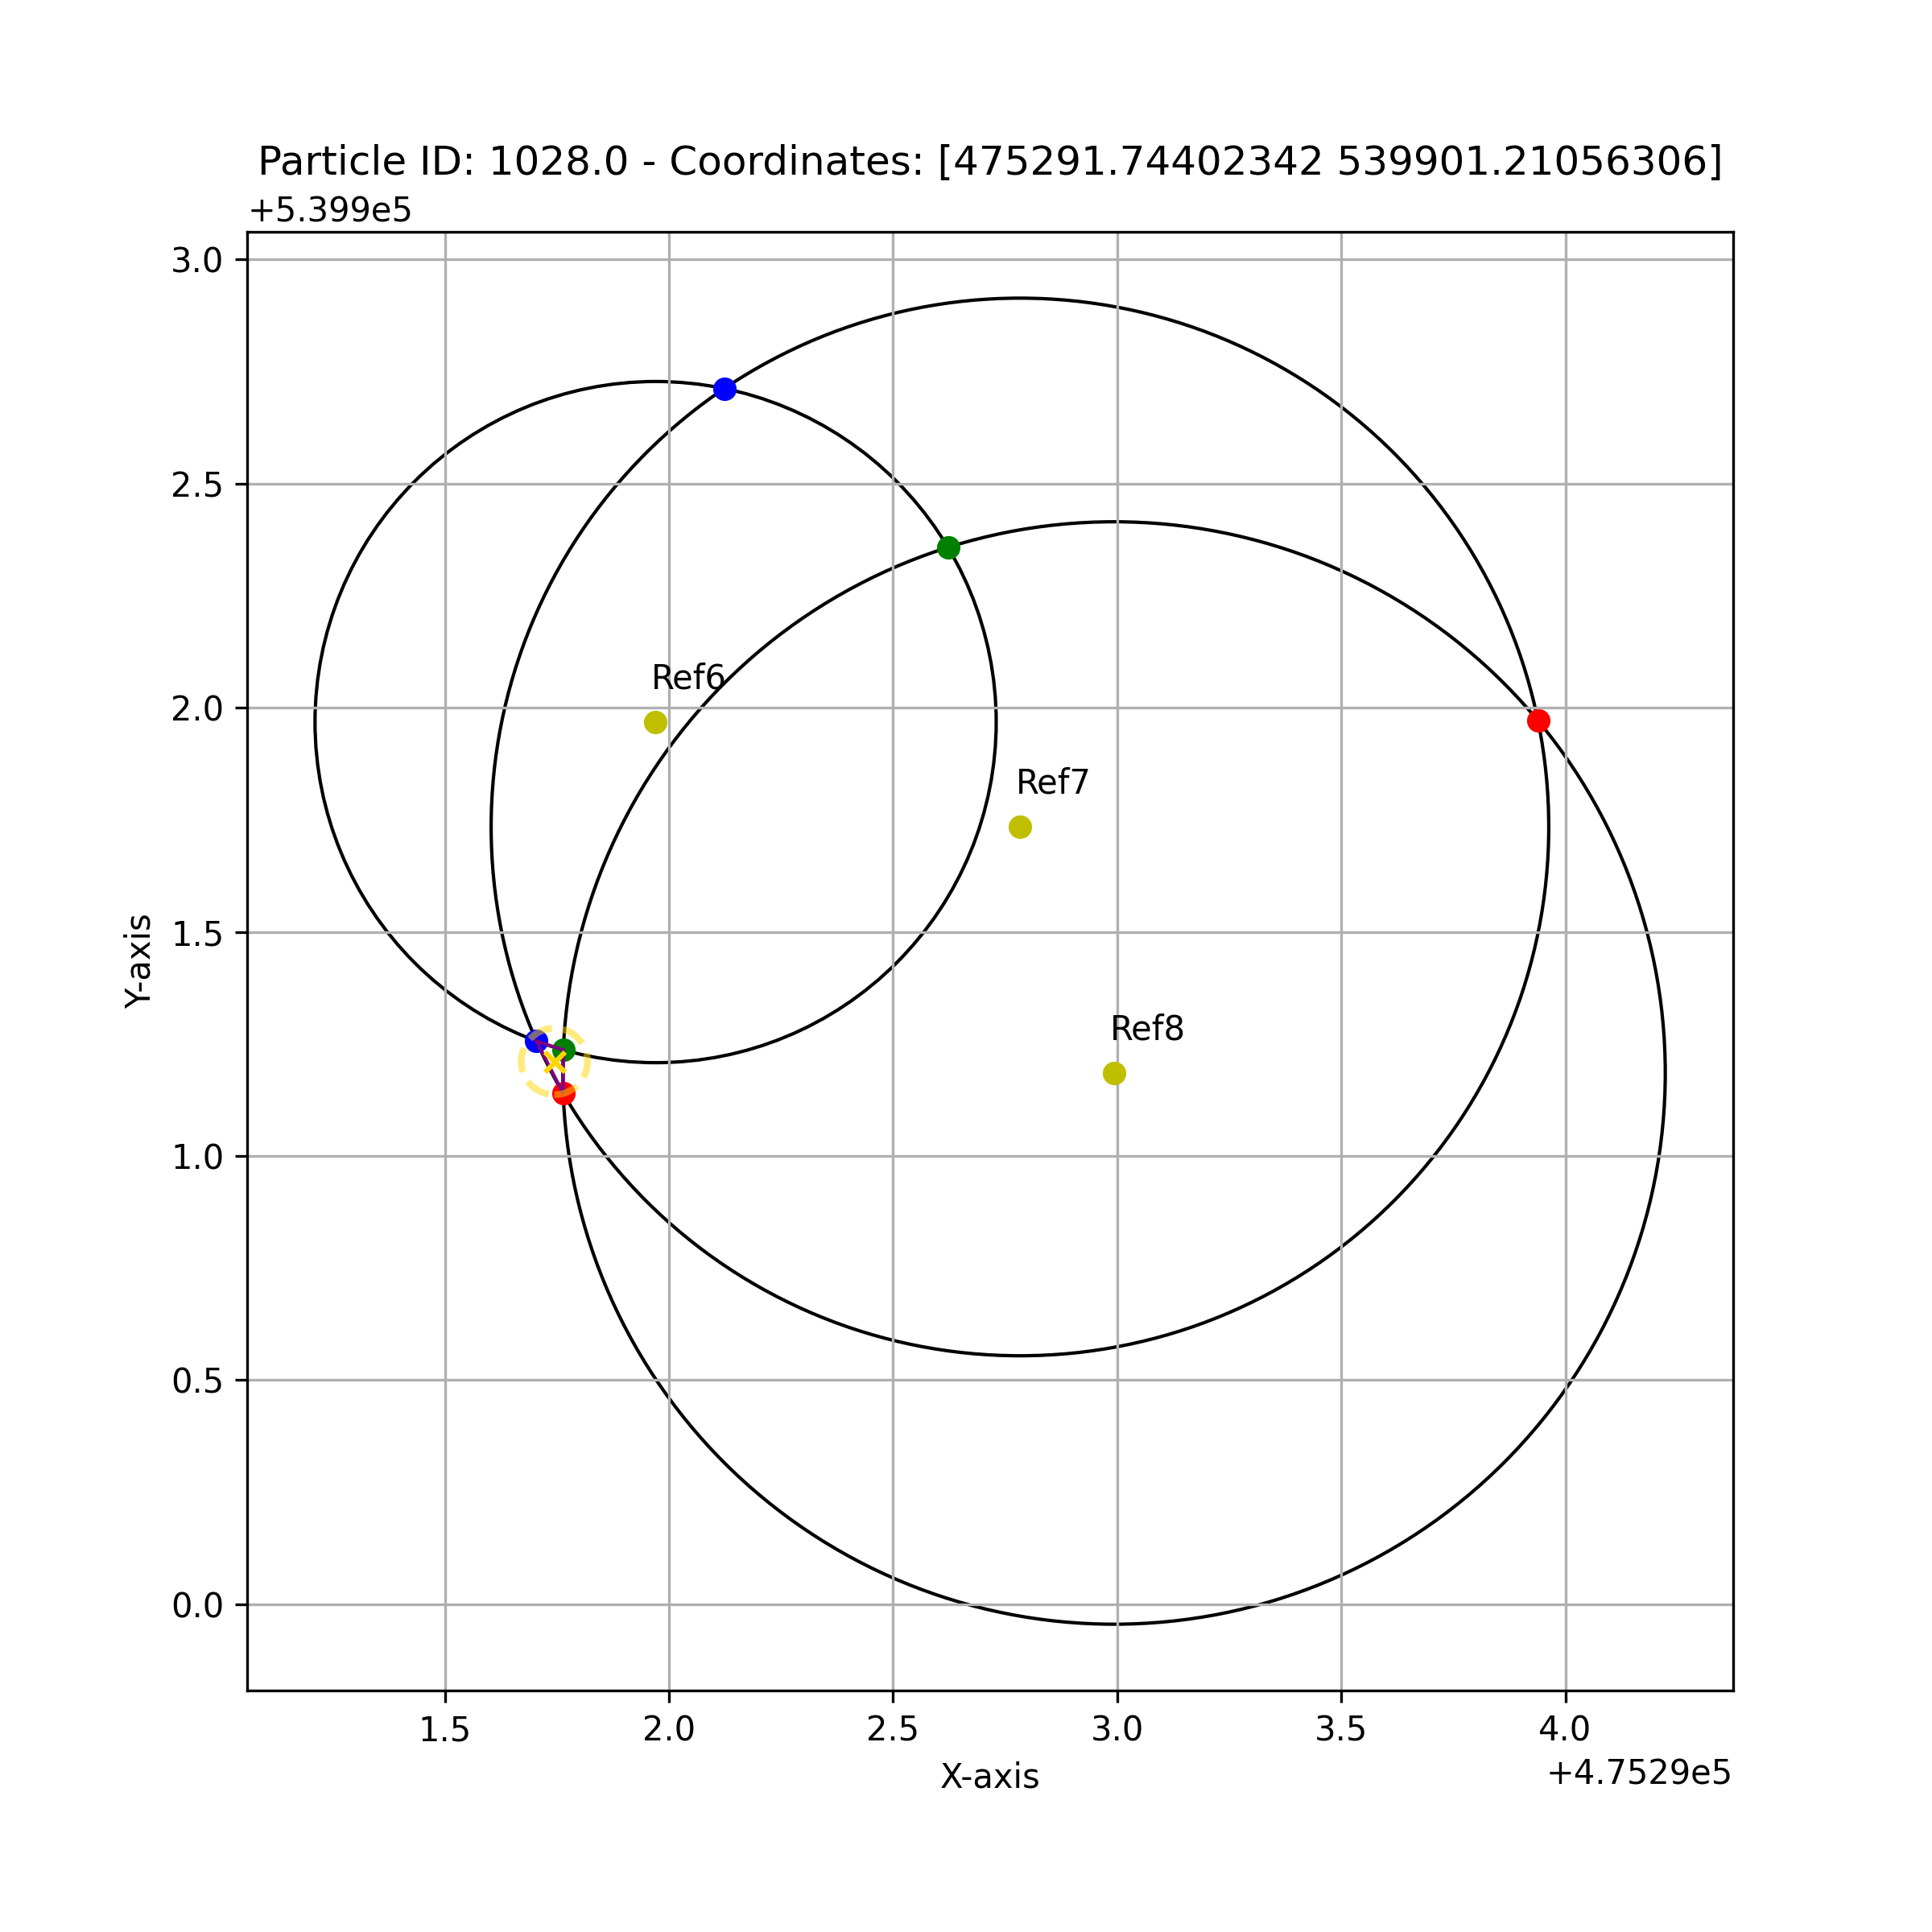 Particle ID: 1028.0 - Coordinates: [475291.74402342 539901.21056306]
+5.399e5
3.0
2.5
2.0
1.5
1.0
0.5
0.0
Y-axis
Ref6
Ref7
Ref8
1.5 2.0 2.5 3.0 3.5 4.0
X-axis
+4.7529e5